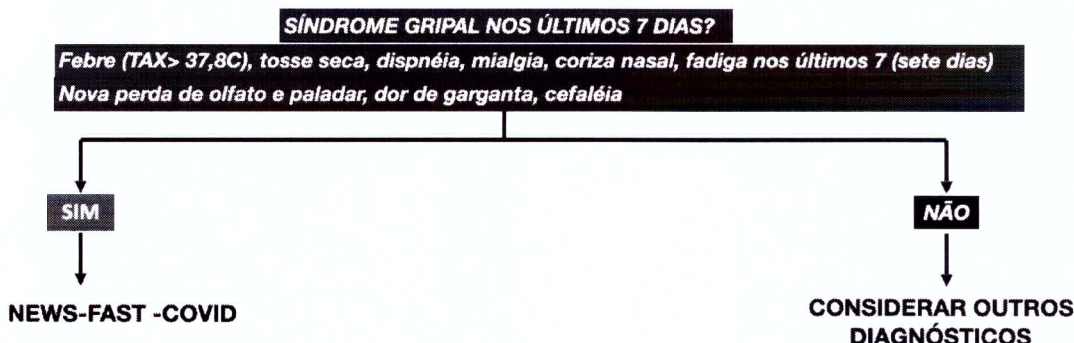 SÍNDROME GRIPAL NOS ÚLTIMOS 7 DIAS?
Febre (TAX> 37,8C), tosse seca, dispnéia, mialgia, coriza nasal, fadiga nos últimos 7 (sete dias)
Nova perda de olfato e paladar, dor de garganta, cefaléia
SIM
NÃO
NEWS-FAST -COVID
CONSIDERAR OUTROS
DIAGNÓSTICOS